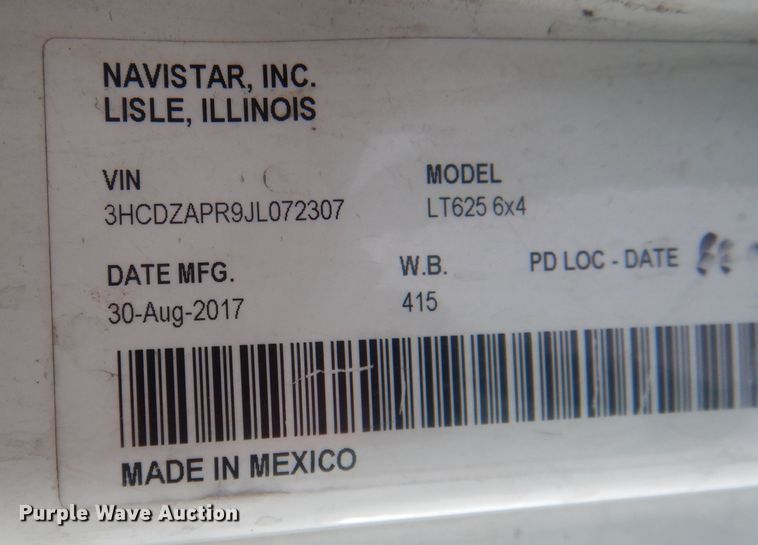 NAVISTAR, INC.
LISLE, ILLINOIS
VIN
3HCDZAPR9JL072307
MODEL
LT625 6x4
DATE MFG.
30-Aug-2017
W.B.
415
PD LOC - DATE
MADE IN MEXICO
Purple Wave Auction